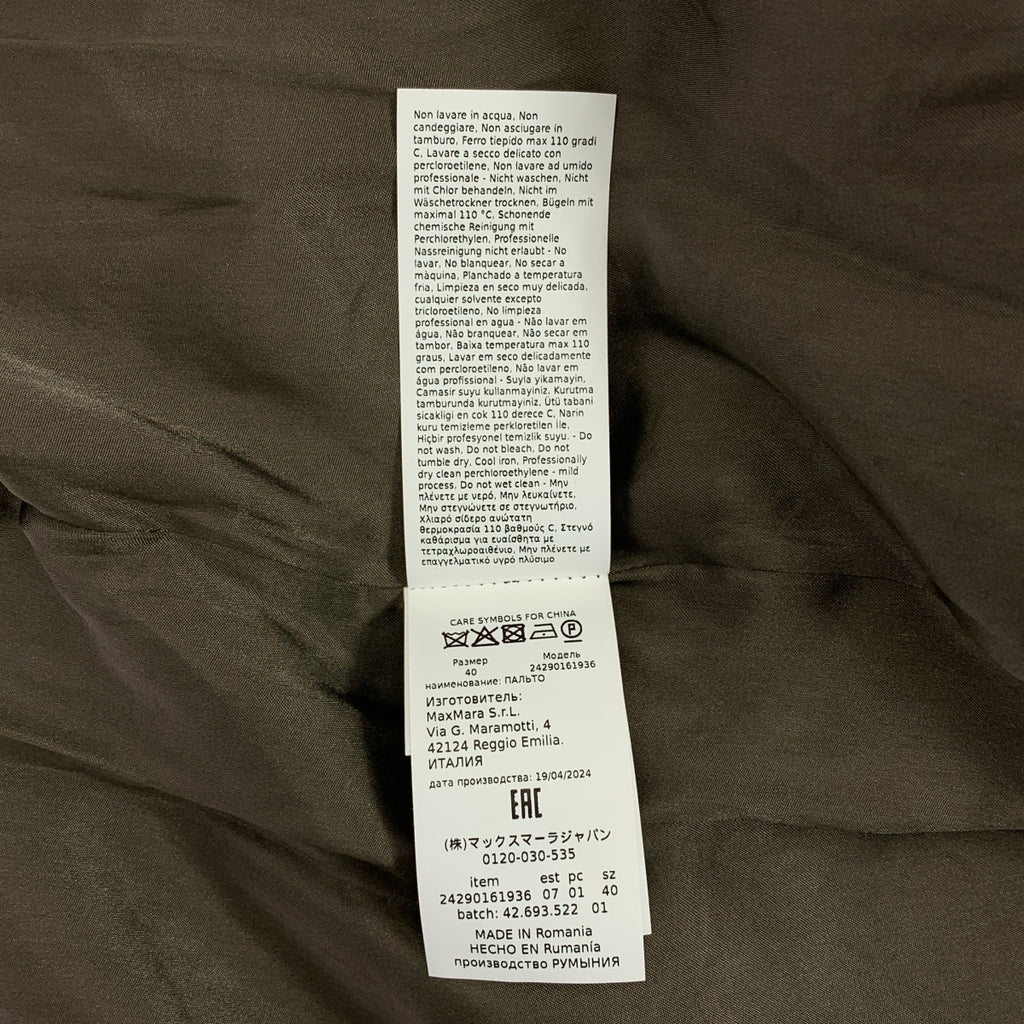 Non lavare in acqua, Non
candeggiare, Non asciugare in
tamburo, Ferro tiepido max 110 gradi
C, Lavare a secco delicato con
percloroetilene, Non lavare ad umido
professionale - Nicht waschen, Nicht
mit Chlor behandeln, Nicht im
Wäschetrockner trocknen, Bügeln mit
maximal 110 °C, Schonende
chemische Reinigung mit
Perchlorethylen, Professionelle
Nassreinigung nicht erlaubt - No
lavar, No blanquear, No secar a
màquina, Planchado a temperatura
fria, Limpieza en seco muy delicada,
cualquier solvente excepto
tricloroetileno, No limpieza
professional en agua - Não lavar em
água, Não branquear, Não secar em
tambor, Baixa temperatura max 110
graus, Lavar em seco delicadamente
com percloroetileno, Não lavar em
água profissional - Suyla yikamayin,
Camasir suyu kullanmayiniz, Kurutma
tamburunda kurutmayiniz, Ütü tabani
sicakligi en cok 110 derece C, Narin
kuru temizleme perkloretilen İle,
Hiçbir profesyonel temizlik suyu. - Do
not wash, Do not bleach, Do not
tumble dry, Cool iron, Professionally
dry clean perchloroethylene - mild
process, Do not wet clean - Μην
πλένετε με νερό, Μην λευκαίνετε,
Μην στεγνώνετε σε στεγνωτήριο,
Χλιαρό σίδερο ανώτατη
θερμοκρασία 110 βαθμούς C, Στεγνό
καθάρισμα για ευαίσθητα με
τετραχλωροαιθένιο, Μην πλένετε με
επαγγελματικό υγρό πλύσιμο
CARE SYMBOLS FOR CHINA
P
Размер Модель
40 24290161936
наименование: ПАЛЬТО
Изготовитель:
MaxMara S.r.L.
Via G. Maramotti, 4
42124 Reggio Emilia.
ИТАЛИЯ
дата производства: 19/04/2024
EAC
(株)マックスマーラジャパン
0120-030-535
item est pc sz
24290161936 07 01 40
batch: 42.693.522 01
MADE IN Romania
HECHO EN Rumanía
производство РУМЫНИЯ